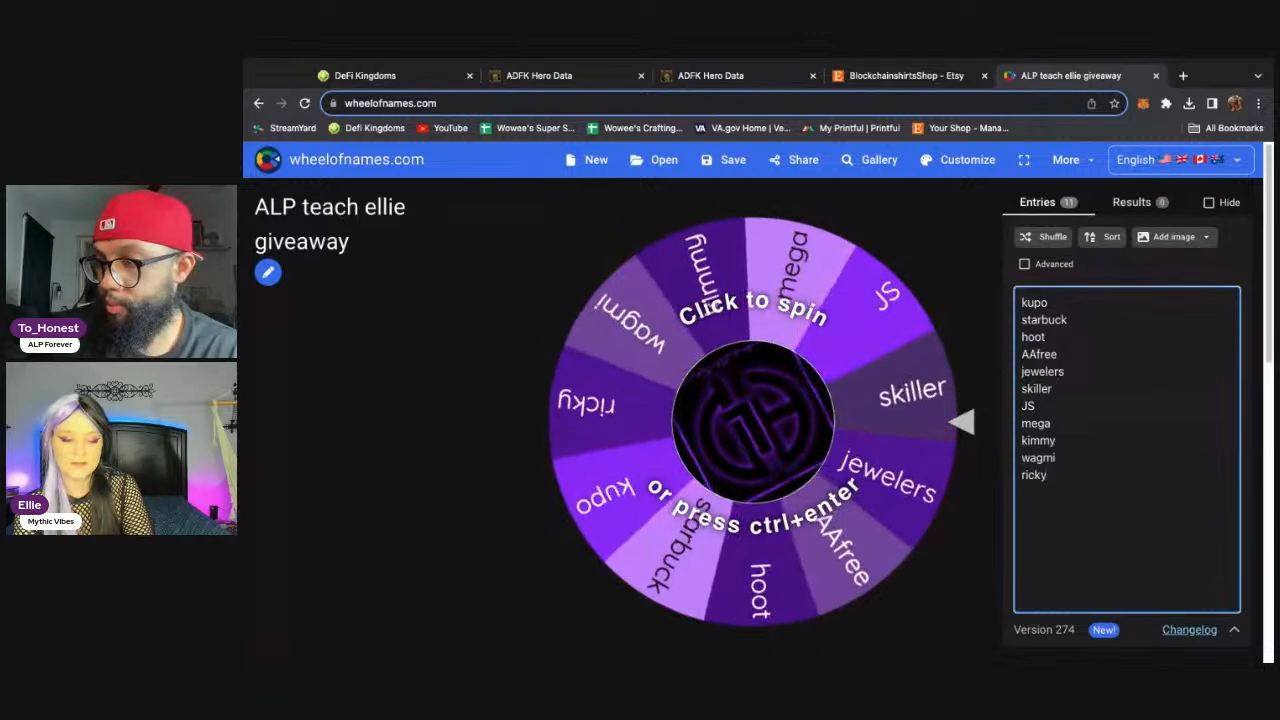 DeFi Kingdoms
ADFK Hero Data
ADFK Hero Data
BlockchainshirtsShop - Etsy
ALP teach ellie giveaway
wheelofnames.com
StreamYard
Defi Kingdoms
YouTube
Wowee's Super S...
Wowee's Crafting...
VA.gov Home | Ve...
My Printful | Printful
Your Shop - Mana...
All Bookmarks
wheelofnames.com
New
Open
Save
Share
Gallery
Customize
More
English
ALP teach ellie
giveaway
Entries 11
Results 0
Hide
Shuffle
Sort
Add image
Advanced
kupo
starbuck
hoot
AAfree
jewelers
skiller
JS
mega
kimmy
wagmi
ricky
Version 274
New!
Changelog
Click to spin
or press ctrl+enter
mega
JS
skiller
jewelers
AAfree
hoot
starbuck
kupo
ricky
wagmi
kimmy
To_Honest
ALP Forever
Ellie
Mythic Vibes